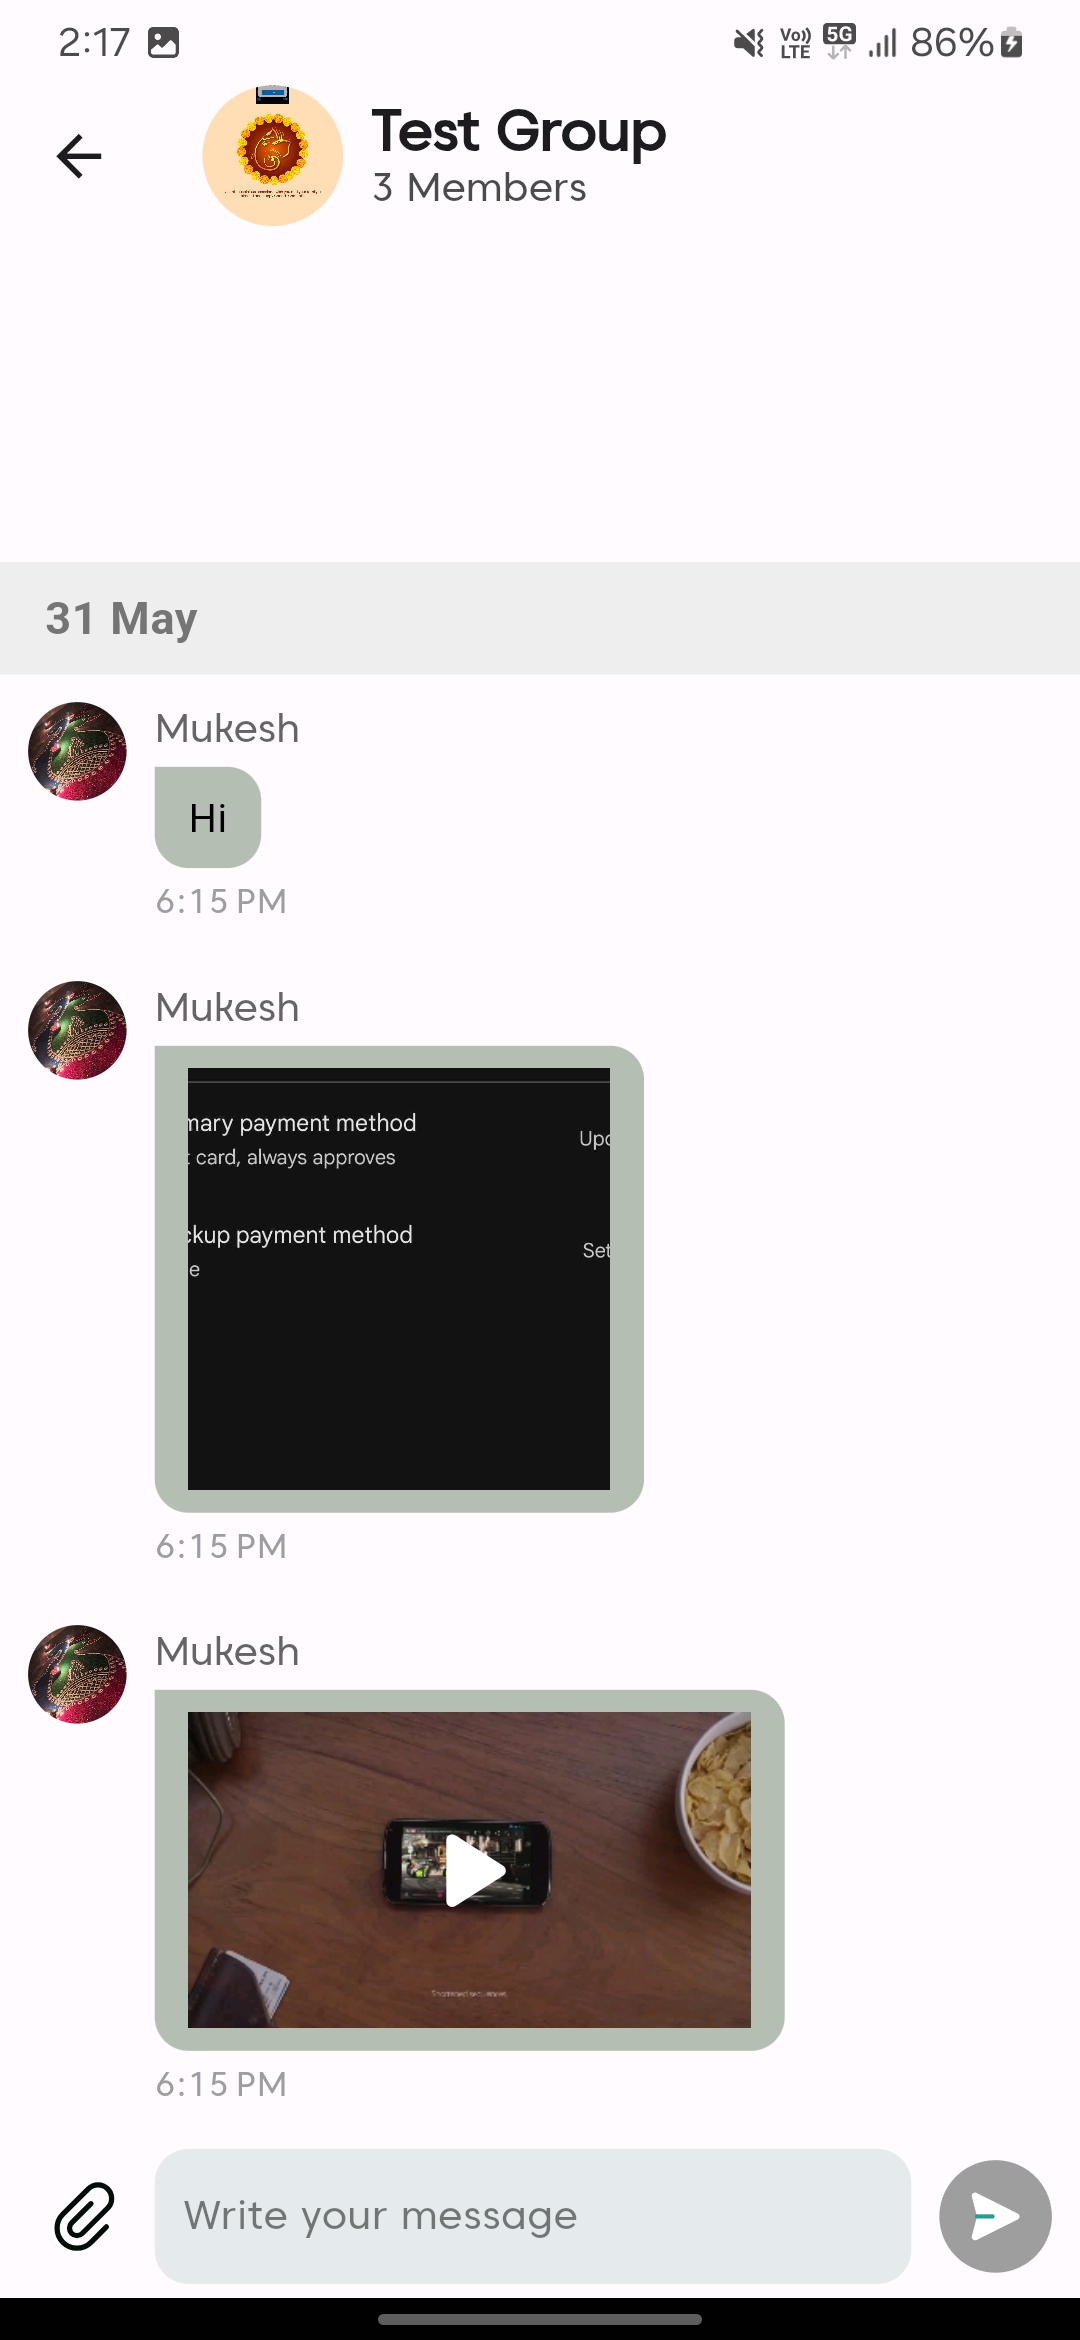 2:17 Vo)) LTE 5G 86%
Test Group
3 Members
31 May
Mukesh
Hi
6:15 PM
Mukesh
mary payment method
Upd
t card, always approves
ckup payment method
Set
e
6:15 PM
Mukesh
Shortened sequences
6:15 PM
Write your message